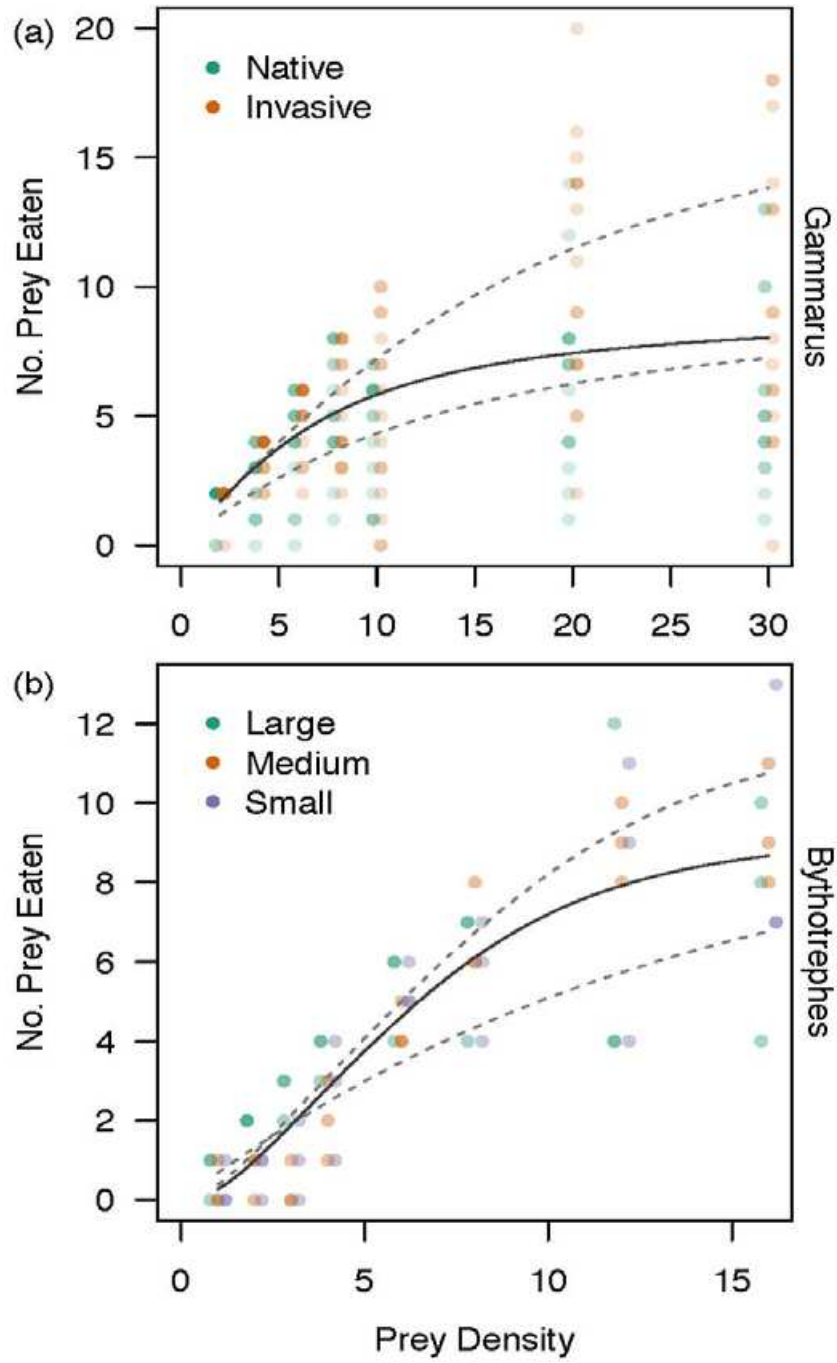 (a)
20
15
10
5
0
No. Prey Eaten
Native
Invasive
Gammarus
0 5 10 15 20 25 30
(b)
12
10
8
6
4
2
0
No. Prey Eaten
Large
Medium
Small
Bythotrephes
0 5 10 15
Prey Density